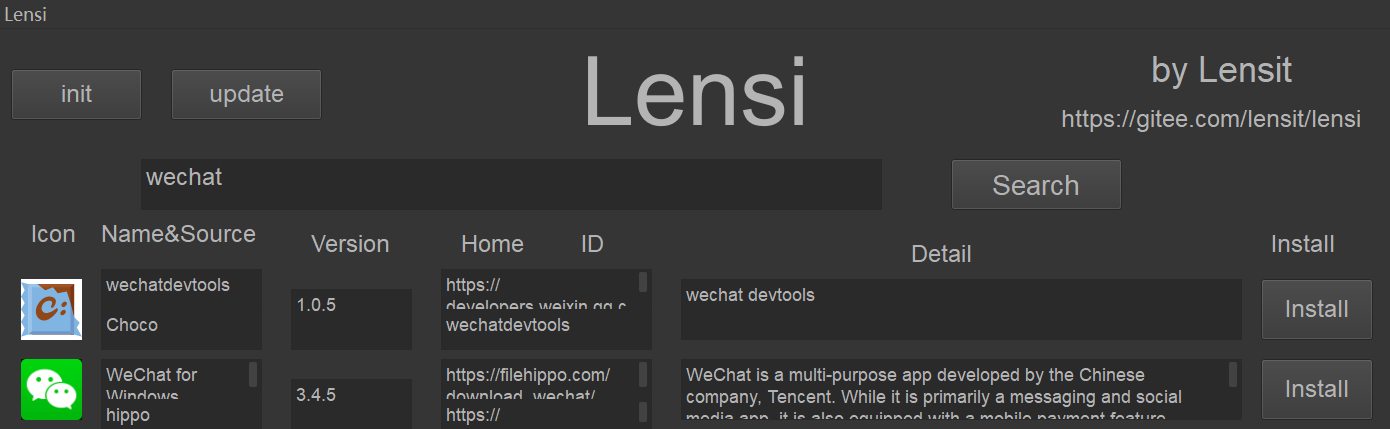 Lensi
init
update
Lensi
by Lensit
https://gitee.com/lensit/lensi
wechat
Search
Icon
Name&Source
Version
Home
ID
Detail
Install
wechatdevtools
Choco
1.0.5
https://
developers.weixin.qq.c
wechatdevtools
wechat devtools
Install
WeChat for
Windows
hippo
3.4.5
https://filehippo.com/
download_wechat/
https://
WeChat is a multi-purpose app developed by the Chinese
company, Tencent. While it is primarily a messaging and social
media app, it is also equipped with a mobile payment feature
Install